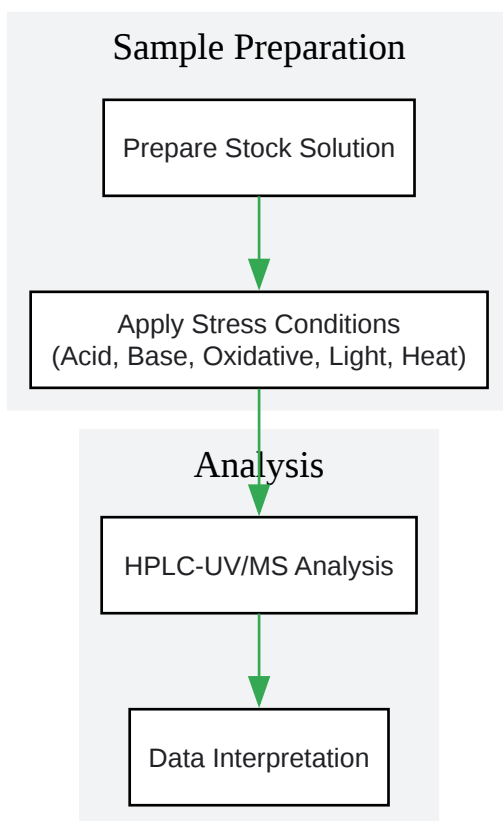 Sample Preparation
Prepare Stock Solution
Apply Stress Conditions
(Acid, Base, Oxidative, Light, Heat)
Analysis
HPLC-UV/MS Analysis
Data Interpretation